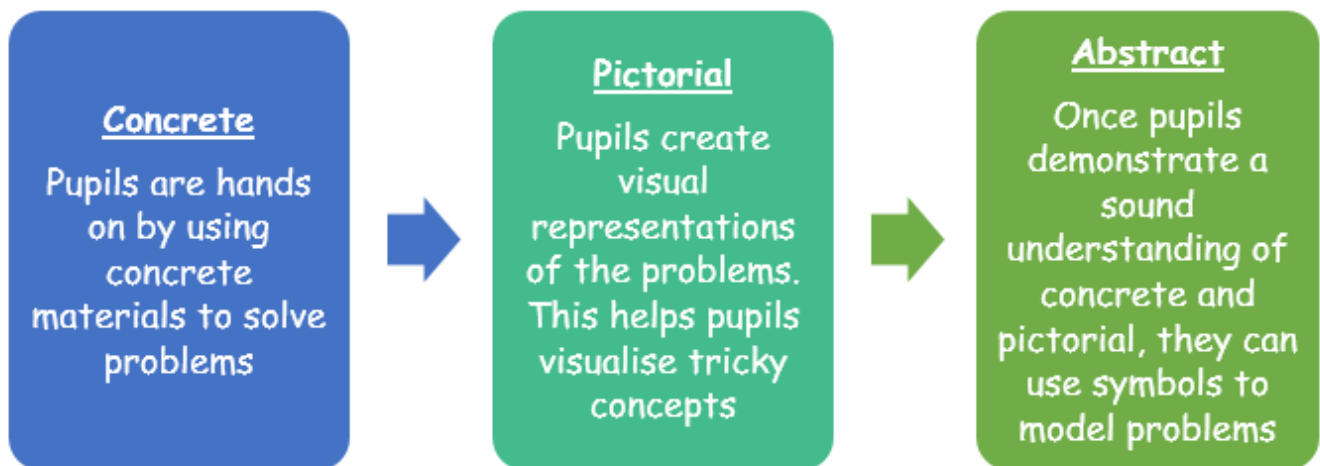 Concrete
Pupils are hands
on by using
concrete
materials to solve
problems
Pictorial
Pupils create
visual
representations
of the problems.
This helps pupils
visualise tricky
concepts
Abstract
Once pupils
demonstrate a
sound
understanding of
concrete and
pictorial, they can
use symbols to
model problems